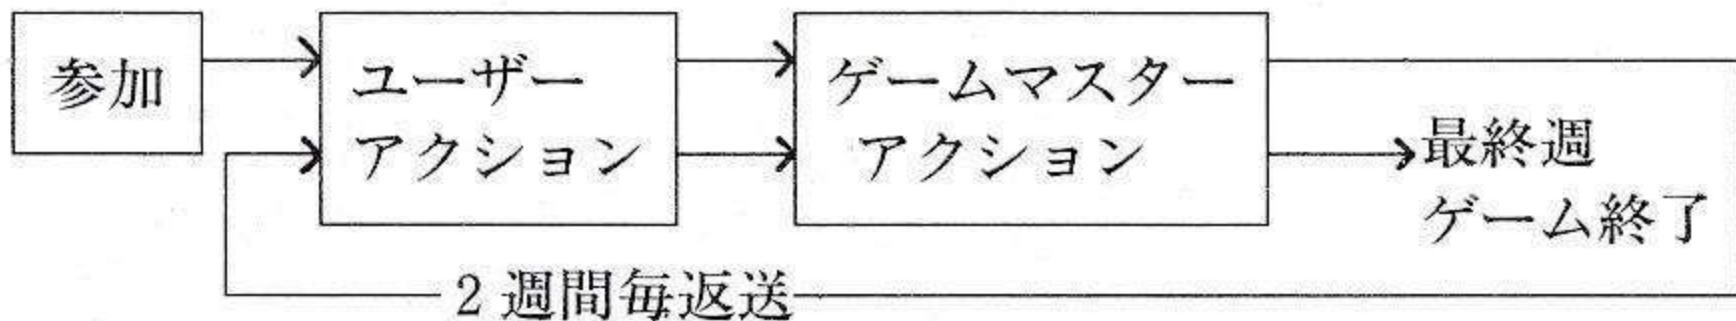 参加
ユーザー
アクション
ゲームマスター
アクション
最終週
ゲーム終了
2週間毎返送